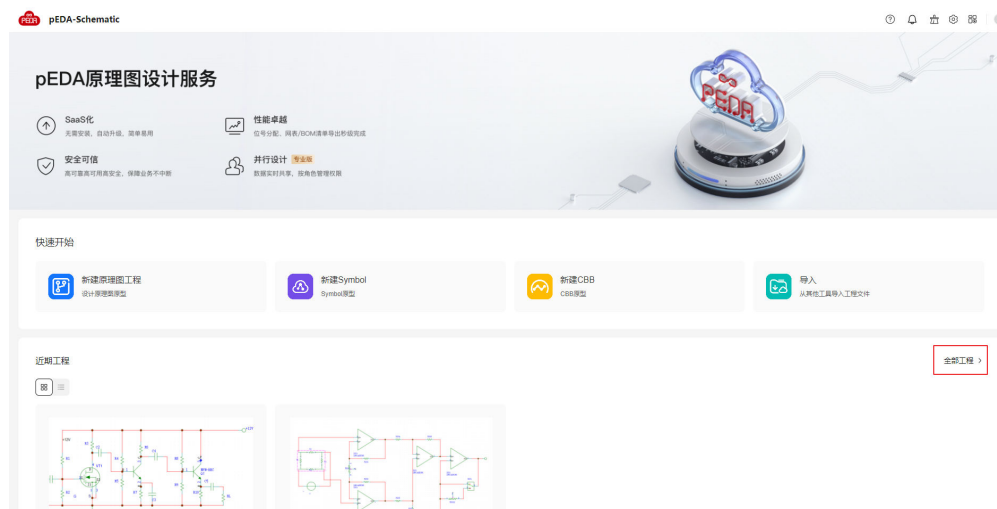 PEDA pEDA-Schematic
pEDA原理图设计服务
SaaS化
无需安装、自动升级、简单易用
性能卓越
位号分配、网表/BOM清单导出秒级完成
安全可信
高可靠高可用高安全,保障业务不中断
并行设计 专业版
数据实时共享,按角色管理权限
PEDA
快速开始
新建原理图工程
设计原理图原型
新建Symbol
Symbol原型
新建CBB
CBB原型
导入
从其他工具导入工程文件
近期工程
全部工程 >